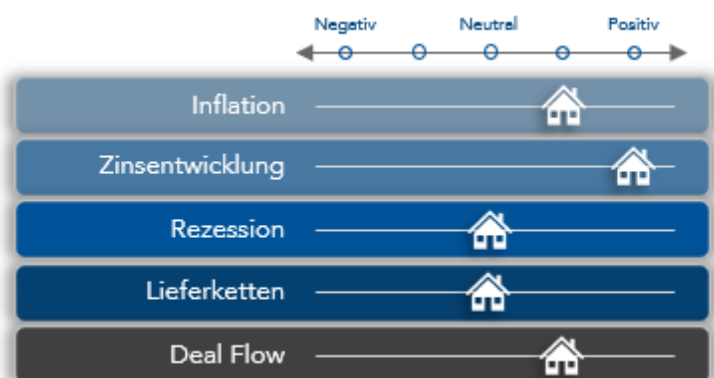 Negativ Neutral Positiv
Inflation
Zinsentwicklung
Rezession
Lieferketten
Deal Flow